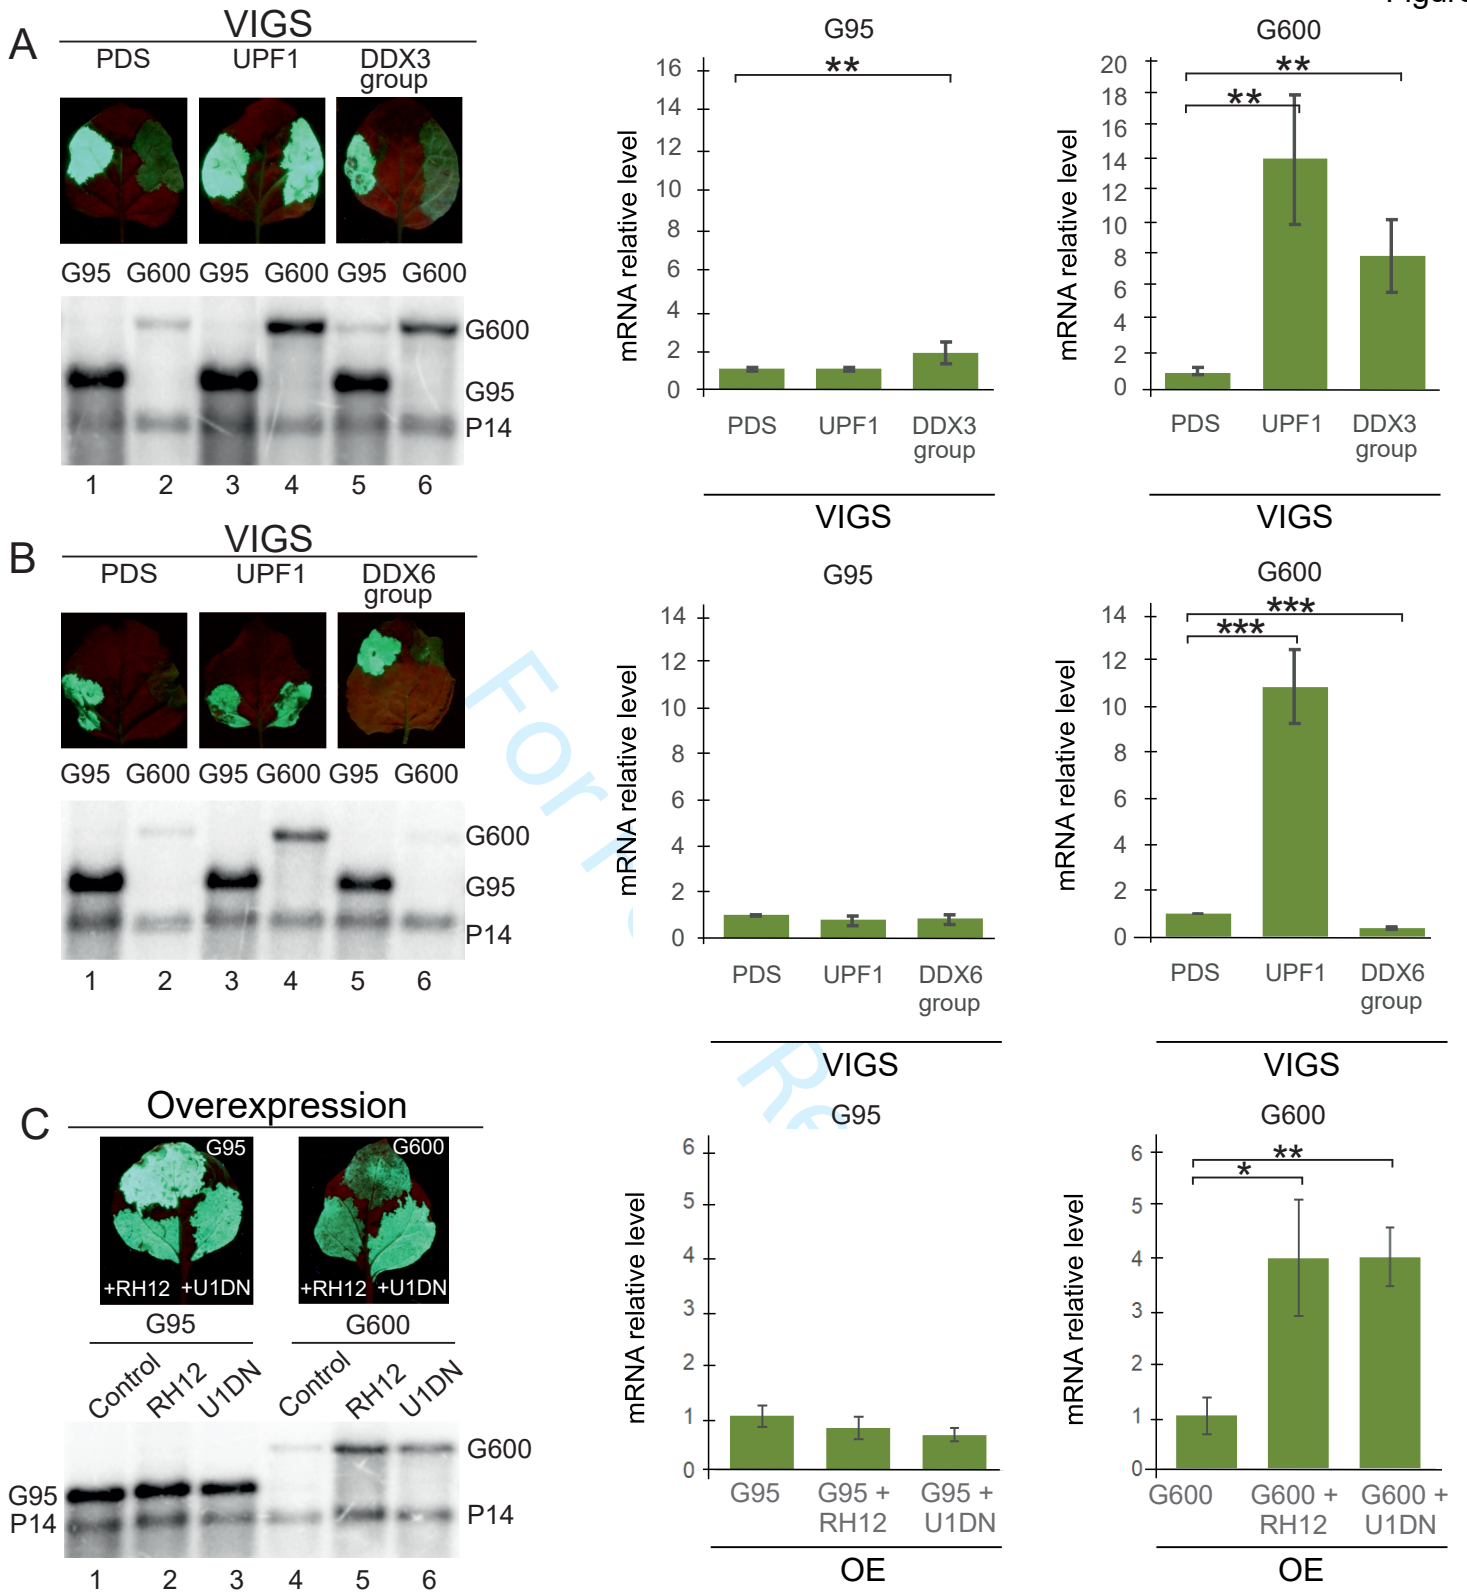 Figure
A
VIGS
PDS UPF1 DDX3
group
G95 G600 G95 G600 G95 G600
G600
G95
P14
1 2 3 4 5 6
G95
**
mRNA relative level
16
14
12
10
8
6
4
2
0
PDS UPF1 DDX3
group
VIGS
G600
**
**
mRNA relative level
20
18
16
14
12
10
8
6
4
2
0
PDS UPF1 DDX3
group
VIGS
B
VIGS
PDS UPF1 DDX6
group
G95 G600 G95 G600 G95 G600
G600
G95
P14
1 2 3 4 5 6
G95
mRNA relative level
14
12
10
8
6
4
2
0
PDS UPF1 DDX6
group
VIGS
G600
***
***
mRNA relative level
14
12
10
8
6
4
2
0
PDS UPF1 DDX6
group
VIGS
For
Re
C
Overexpression
G95
+RH12 +U1DN
G600
+RH12 +U1DN
G95 G600
Control RH12 U1DN Control RH12 U1DN
G600
G95
P14
P14
1 2 3 4 5 6
G95
mRNA relative level
6
5
4
3
2
1
0
G95 G95 + G95 +
RH12 U1DN
OE
G600
**
*
mRNA relative level
6
5
4
3
2
1
0
G600 G600 + G600 +
RH12 U1DN
OE